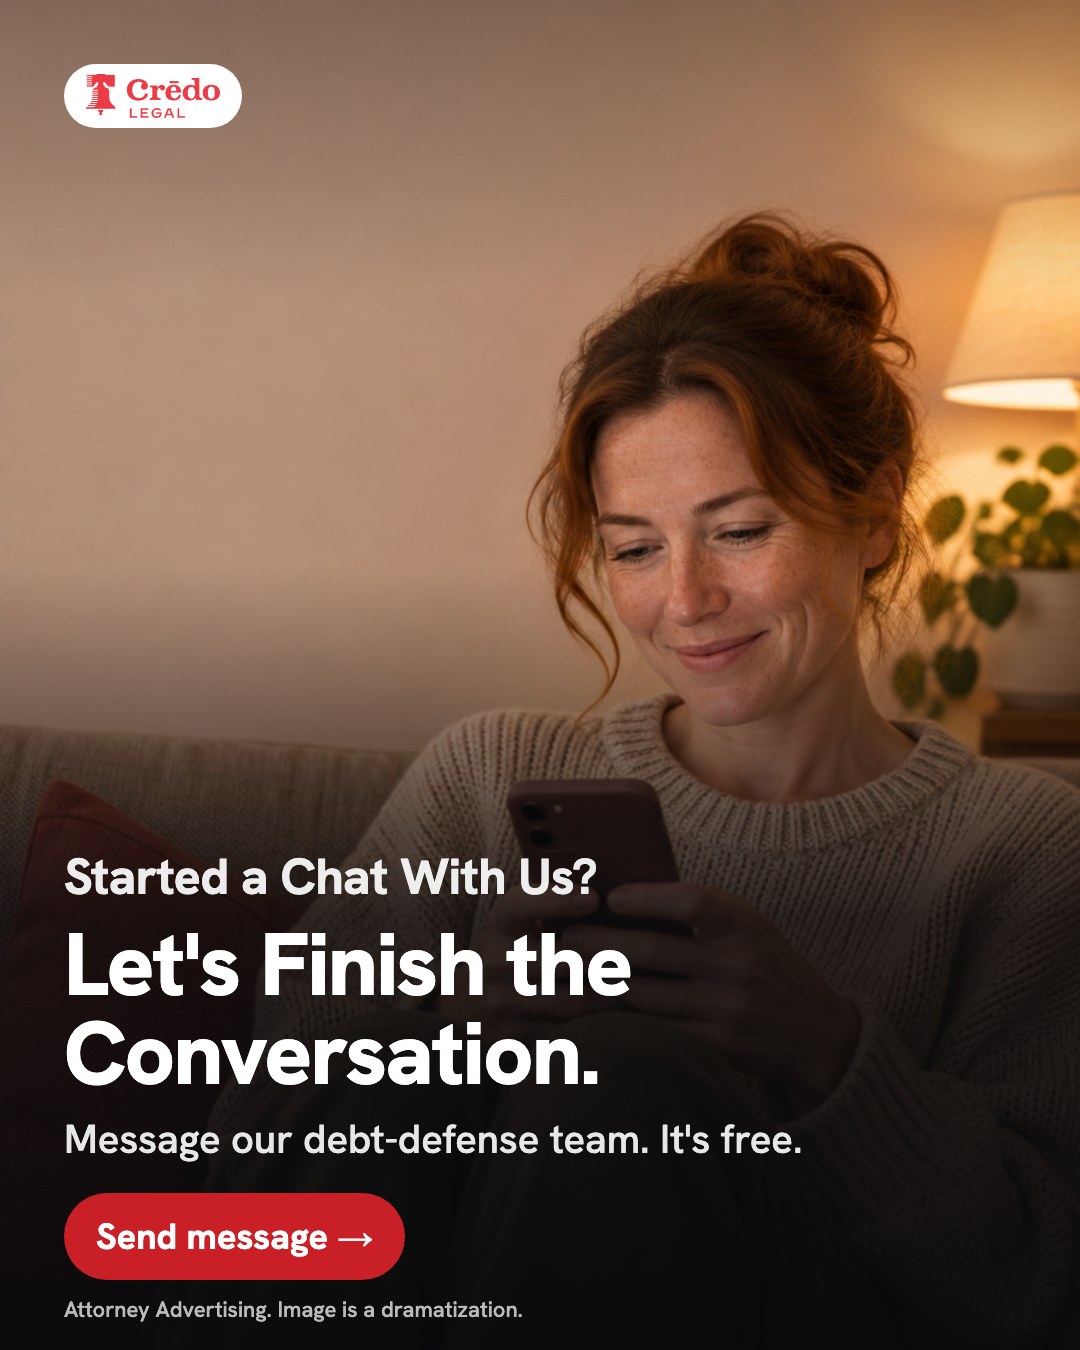 Crēdo
LEGAL
Started a Chat With Us?
Let's Finish the
Conversation.
Message our debt-defense team. It's free.
Send message →
Attorney Advertising. Image is a dramatization.